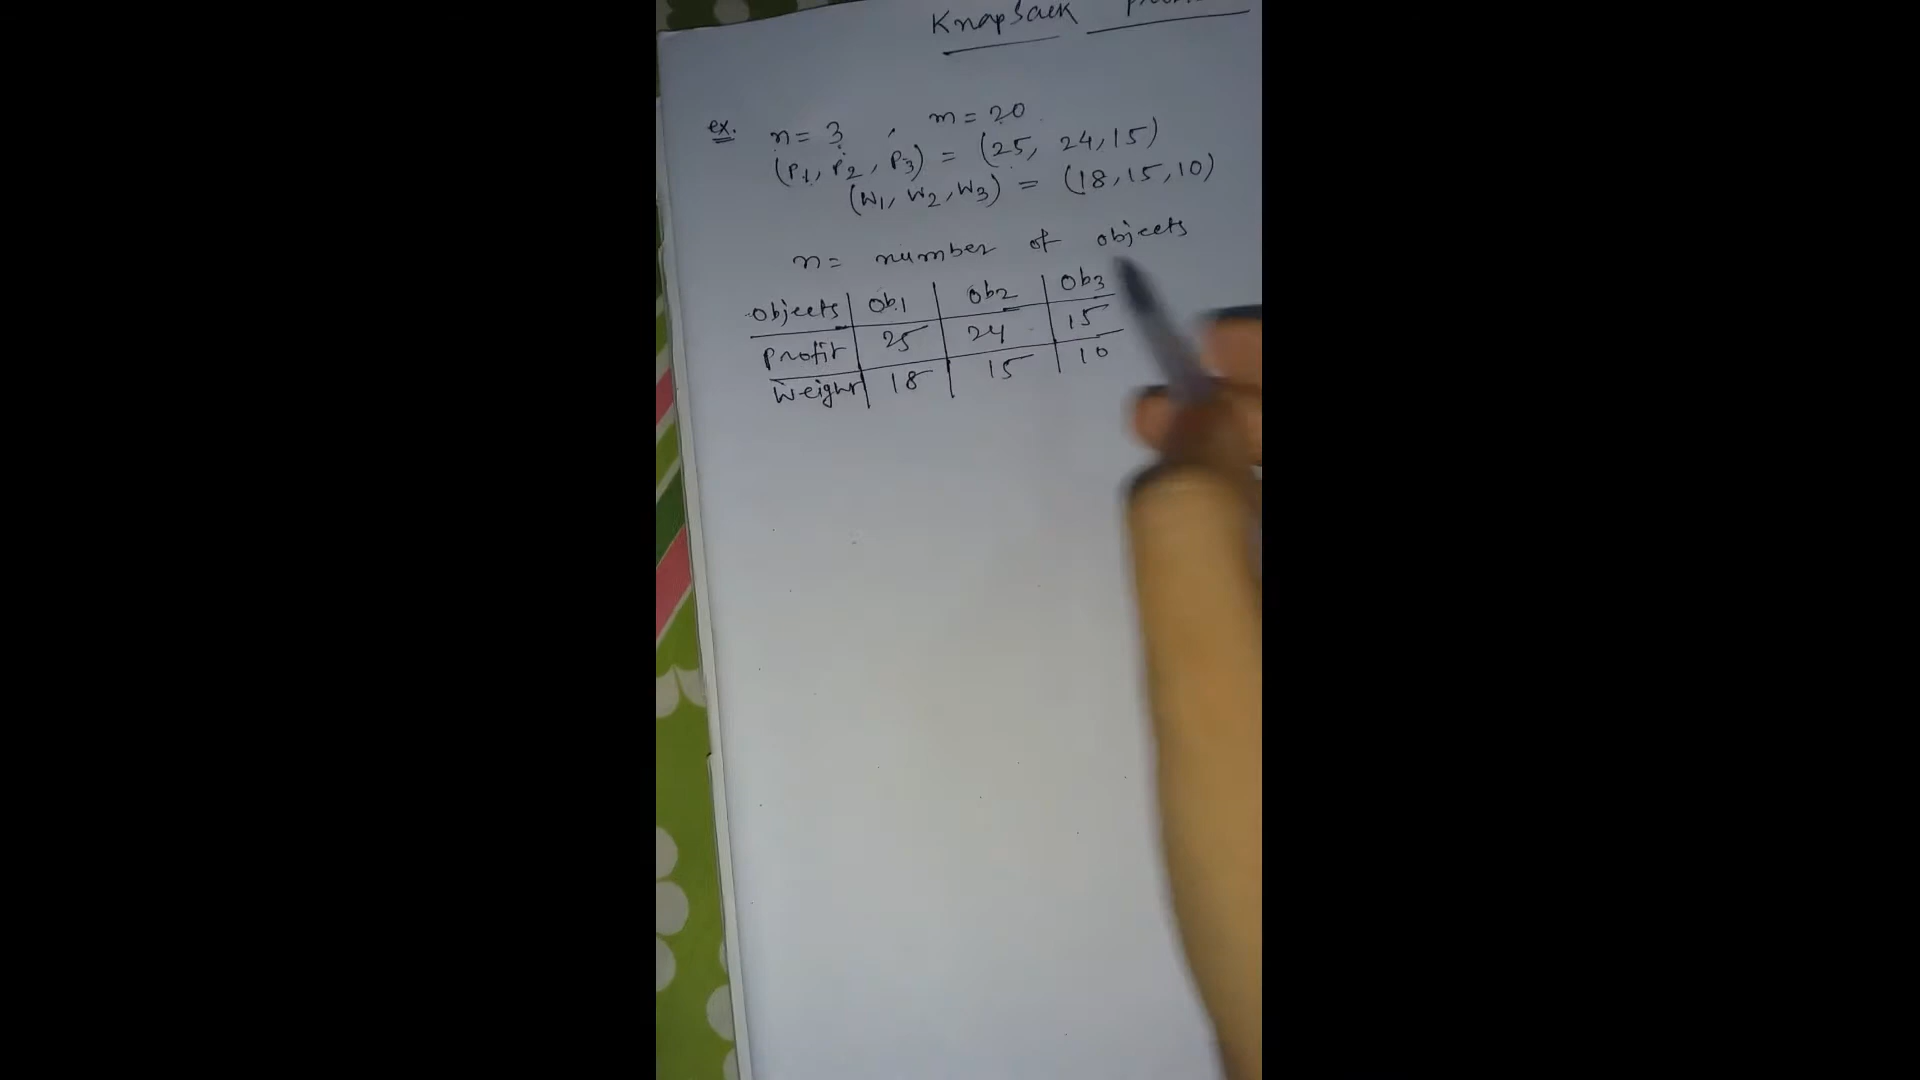 Knapsack
ex. n = 3 , m = 20
(P1, P2, P3) = (25, 24, 15)
(W1, W2, W3) = (18, 15, 10)
n = number of objects
objects Ob1 Ob2 Ob3
Profit 25 24 15
Weight 18 15 10